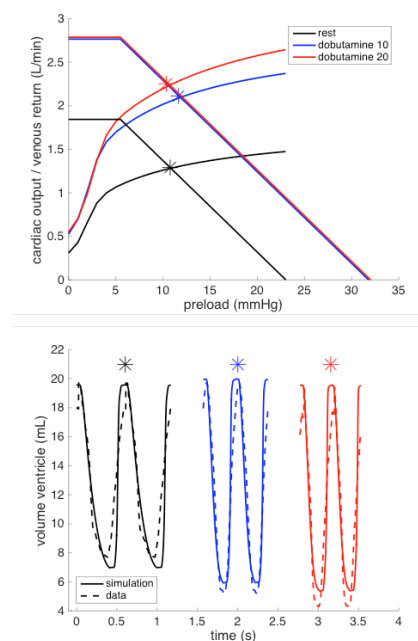 cardiac output / venous return (L/min)
3
2.5
2
1.5
1
0.5
0
rest
dobutamine 10
dobutamine 20
0 5 10 15 20 25 30 35
preload (mmHg)
volume ventricle (mL)
22
20
18
16
14
12
10
8
6
4
simulation
data
0 0.5 1 1.5 2 2.5 3 3.5 4
time (s)